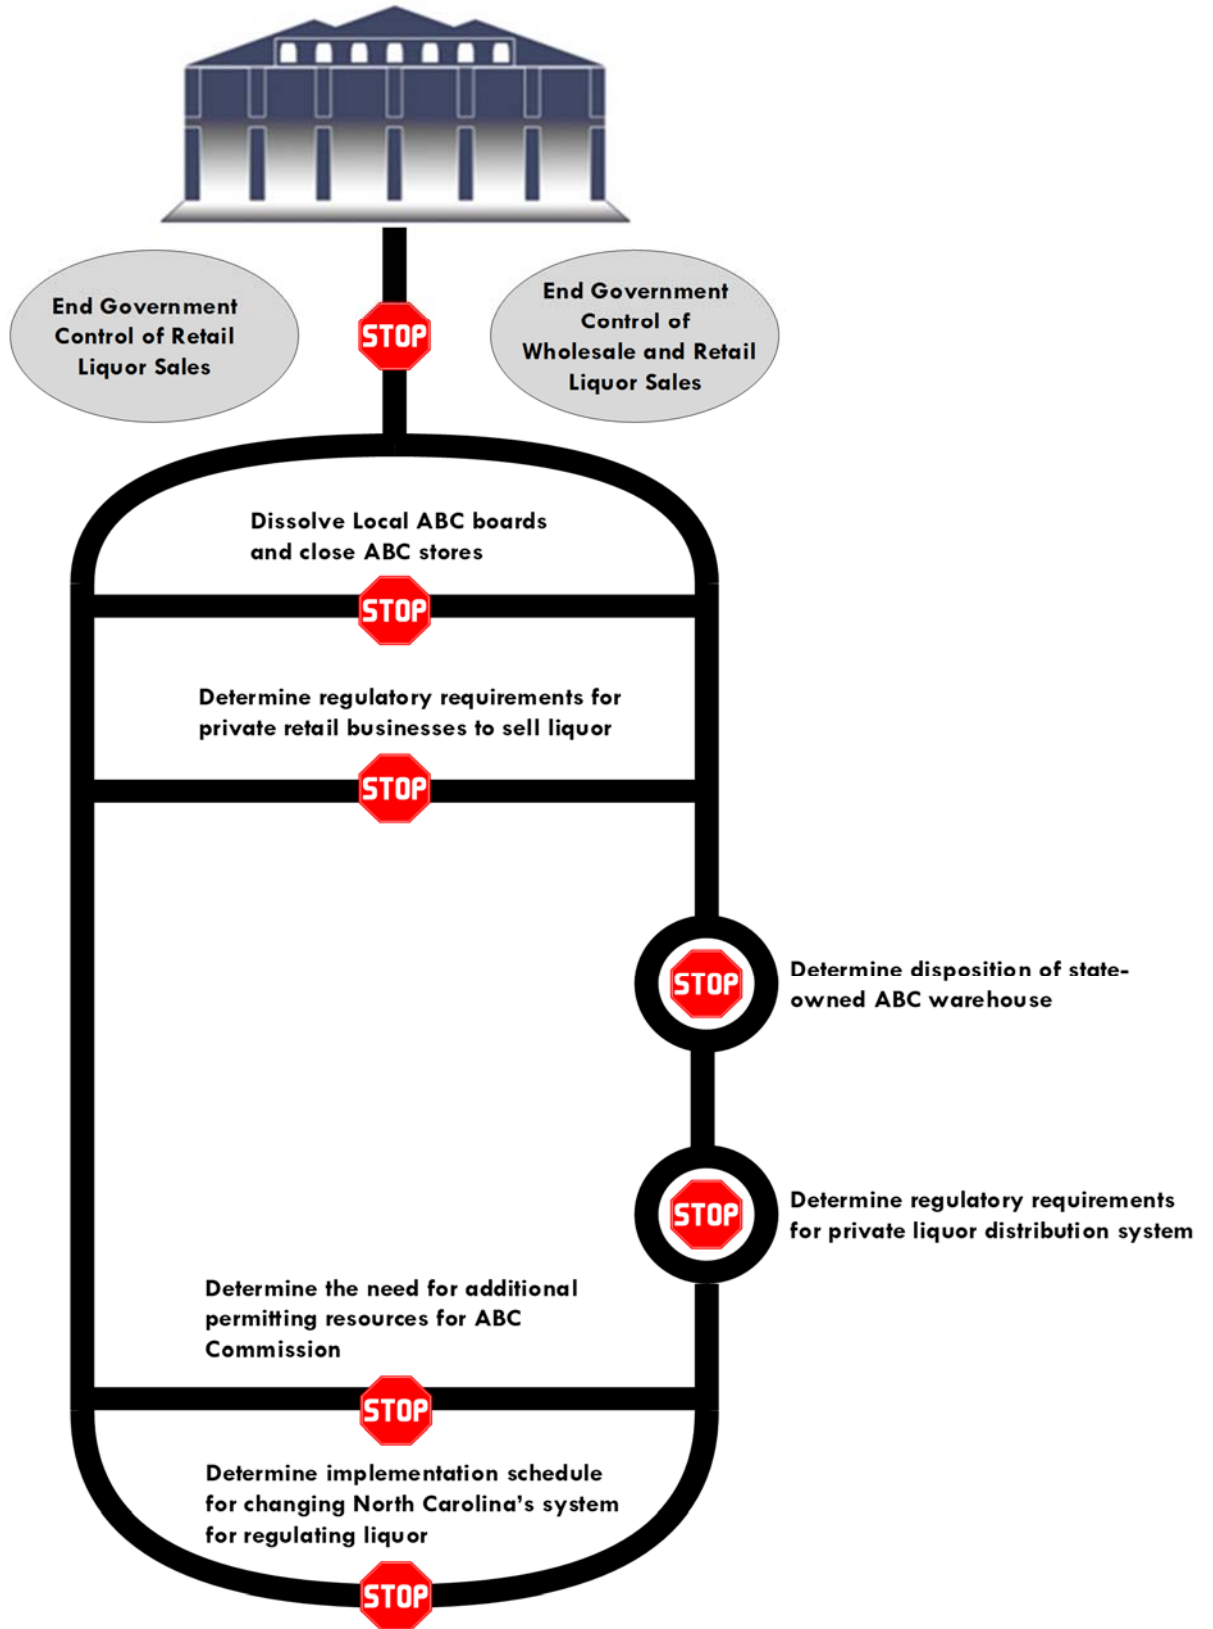 End Government
Control of Retail
Liquor Sales
STOP
End Government
Control of
Wholesale and Retail
Liquor Sales
Dissolve Local ABC boards
and close ABC stores
STOP
Determine regulatory requirements for
private retail businesses to sell liquor
STOP
STOP
Determine disposition of state-
owned ABC warehouse
STOP
Determine regulatory requirements
for private liquor distribution system
Determine the need for additional
permitting resources for ABC
Commission
STOP
Determine implementation schedule
for changing North Carolina’s system
for regulating liquor
STOP